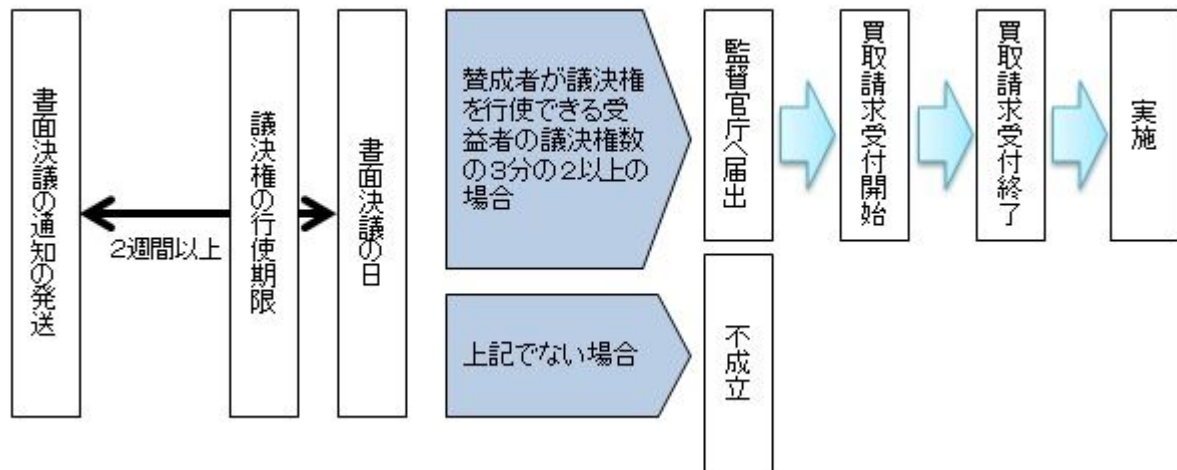 書面決議の通知の発送
2週間以上
議決権の行使期限
書面決議の日
賛成者が議決権
を行使できる受
益者の議決権数
の3分の2以上の
場合
監督官庁へ届出
買取請求受付開始
買取請求受付終了
実施
上記でない場合
不成立